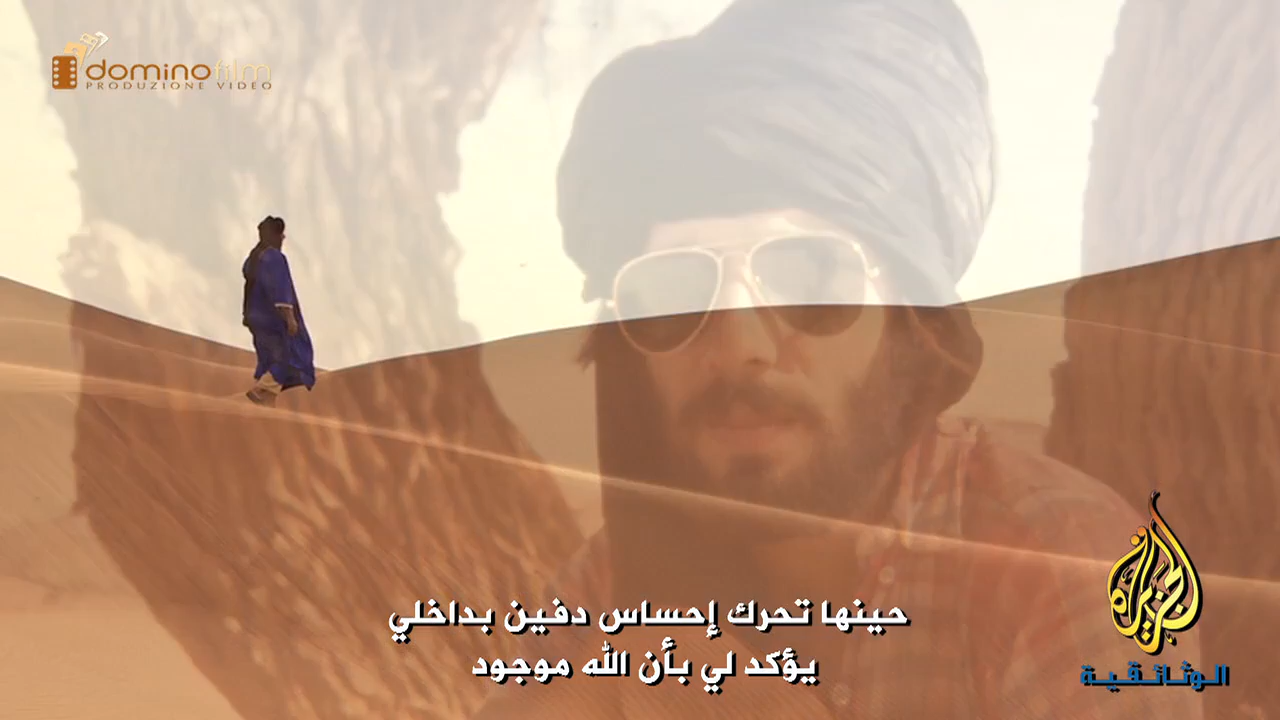 dominofilm
PRODUZIONE VIDEO
حينها تحرك إحساس دفين بداخلي
يؤكد لي بأن الله موجود
الجزيرة
الوثائقية